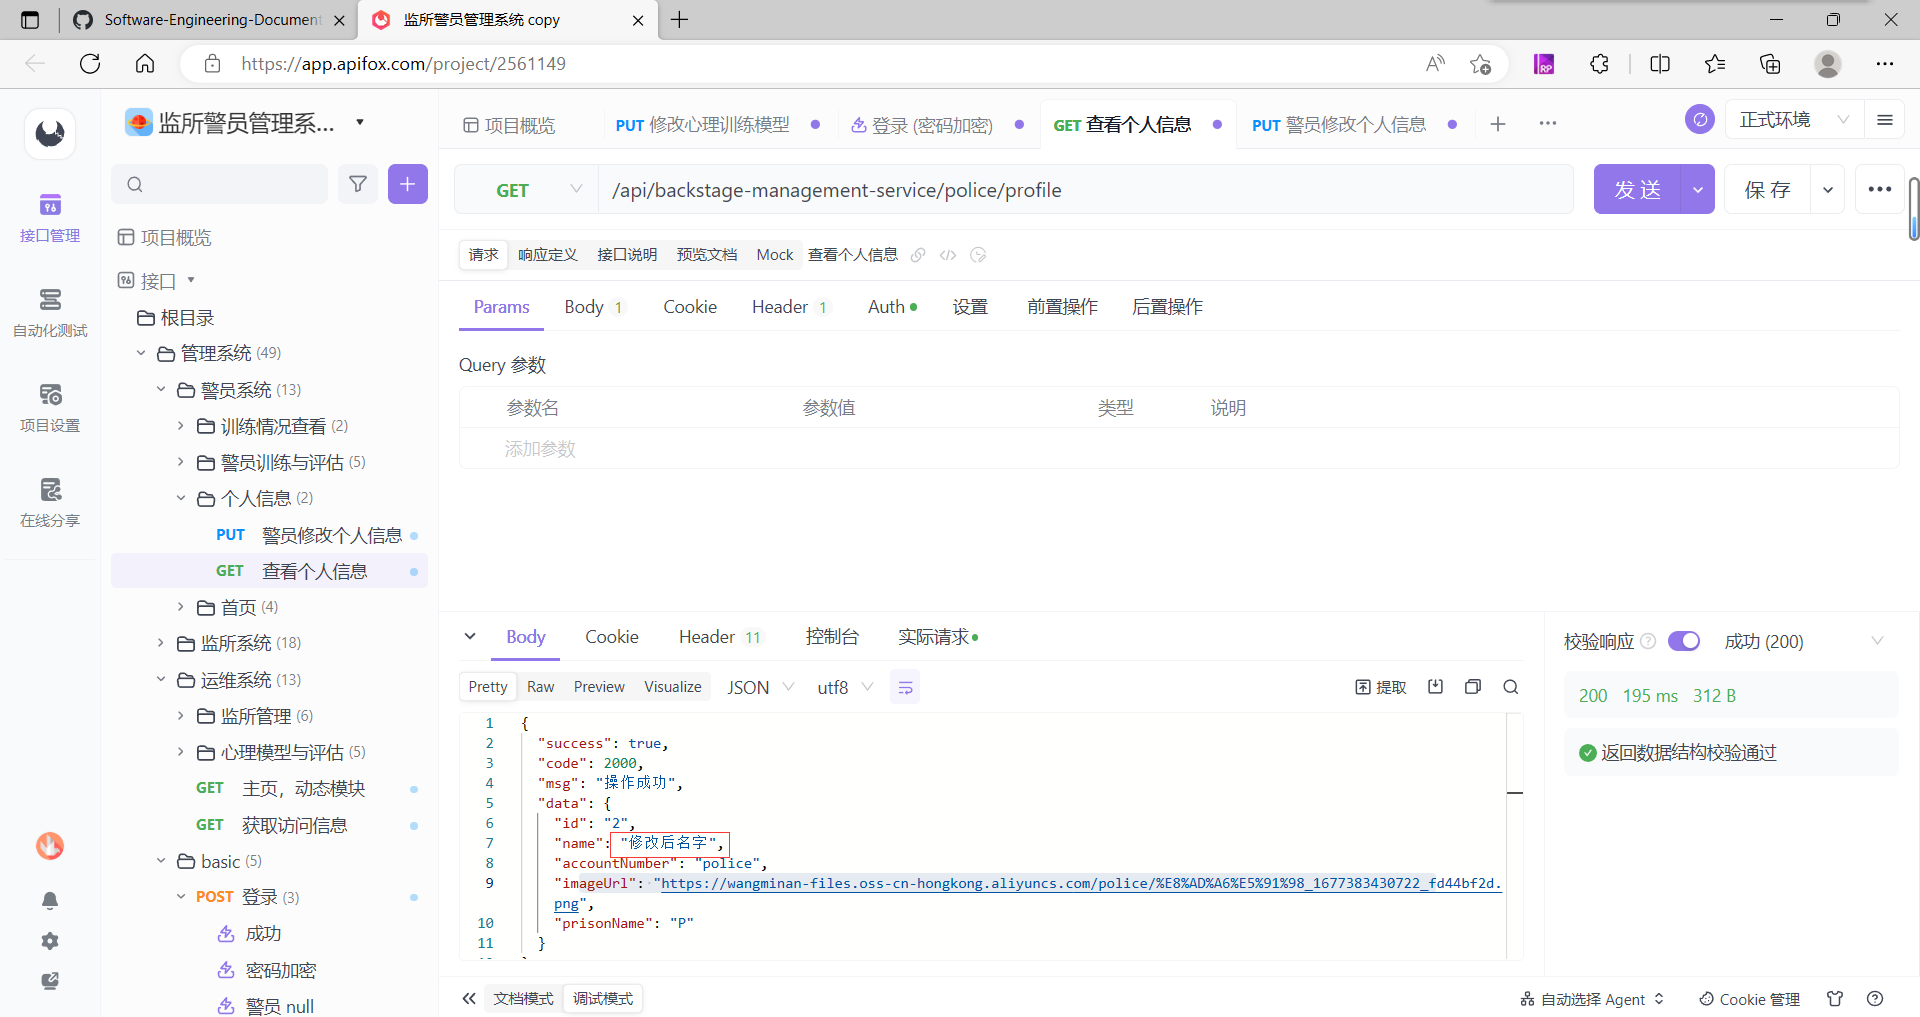 Software-Engineering-Document
监所警员管理系统 copy
https://app.apifox.com/project/2561149
监所警员管理系...
项目概览
PUT 修改心理训练模型
登录 (密码加密)
GET 查看个人信息
PUT 警员修改个人信息
正式环境
接口管理
自动化测试
项目设置
在线分享
项目概览
接口
根目录
管理系统 (49)
警员系统 (13)
训练情况查看 (2)
警员训练与评估 (5)
个人信息 (2)
PUT 警员修改个人信息
GET 查看个人信息
首页 (4)
监所系统 (18)
运维系统 (13)
监所管理 (6)
心理模型与评估 (5)
GET 主页，动态模块
GET 获取访问信息
basic (5)
POST 登录 (3)
成功
密码加密
警员 null
GET /api/backstage-management-service/police/profile
发 送
保 存
请求 响应定义 接口说明 预览文档 Mock 查看个人信息
Params Body 1 Cookie Header 1 Auth 设置 前置操作 后置操作
Query 参数
参数名 参数值 类型 说明
添加参数
Body Cookie Header 11 控制台 实际请求
校验响应 成功 (200)
Pretty Raw Preview Visualize JSON utf8 提取
200 195 ms 312 B
返回数据结构校验通过
1 {
2 "success": true,
3 "code": 2000,
4 "msg": "操作成功",
5 "data": {
6 "id": "2",
7 "name": "修改后名字",
8 "accountNumber": "police",
9 "imageUrl": "https://wangminan-files.oss-cn-hongkong.aliyuncs.com/police/%E8%AD%A6%E5%91%98_1677383430722_fd44bf2d.
png",
10 "prisonName": "P"
11 }
文档模式 调试模式
自动选择 Agent
Cookie 管理